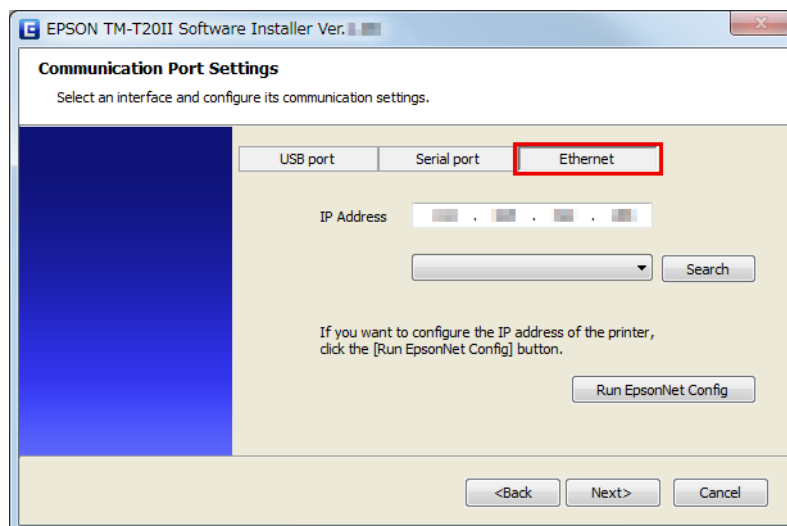 EPSON TM-T20II Software Installer Ver.
Communication Port Settings
Select an interface and configure its communication settings.
USB port Serial port Ethernet
IP Address . . .
Search
If you want to configure the IP address of the printer,
click the [Run EpsonNet Config] button.
Run EpsonNet Config
<Back Next> Cancel